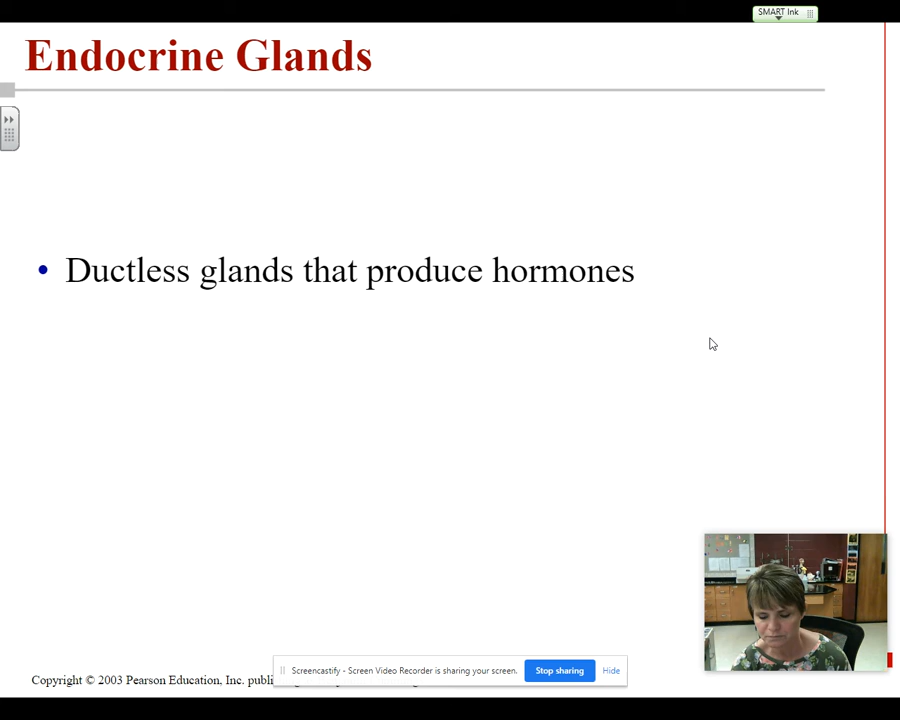 SMART Ink
Endocrine Glands
• Ductless glands that produce hormones
Screencastify - Screen Video Recorder is sharing your screen. Stop sharing Hide
Copyright © 2003 Pearson Education, Inc.